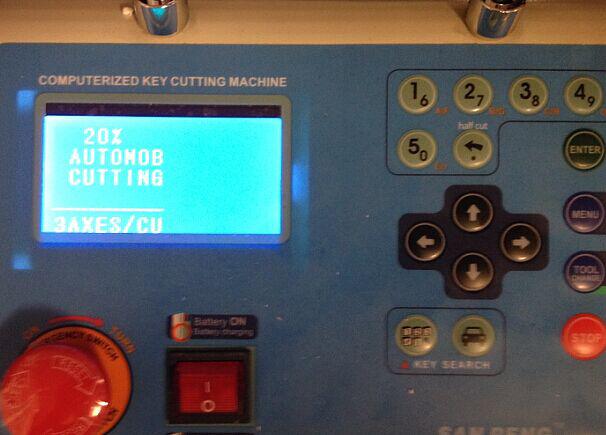 COMPUTERIZED KEY CUTTING MACHINE
20%
AUTOMOB
CUTTING
3AXES/CU
1 6
2 7
3 8
4 9
5 0
half cut
ENTER
MENU
TOOL
CHANGE
STOP
KEY SEARCH
Battery ON
Battery charging
EMERGENCY SWITCH
TURN
I
O